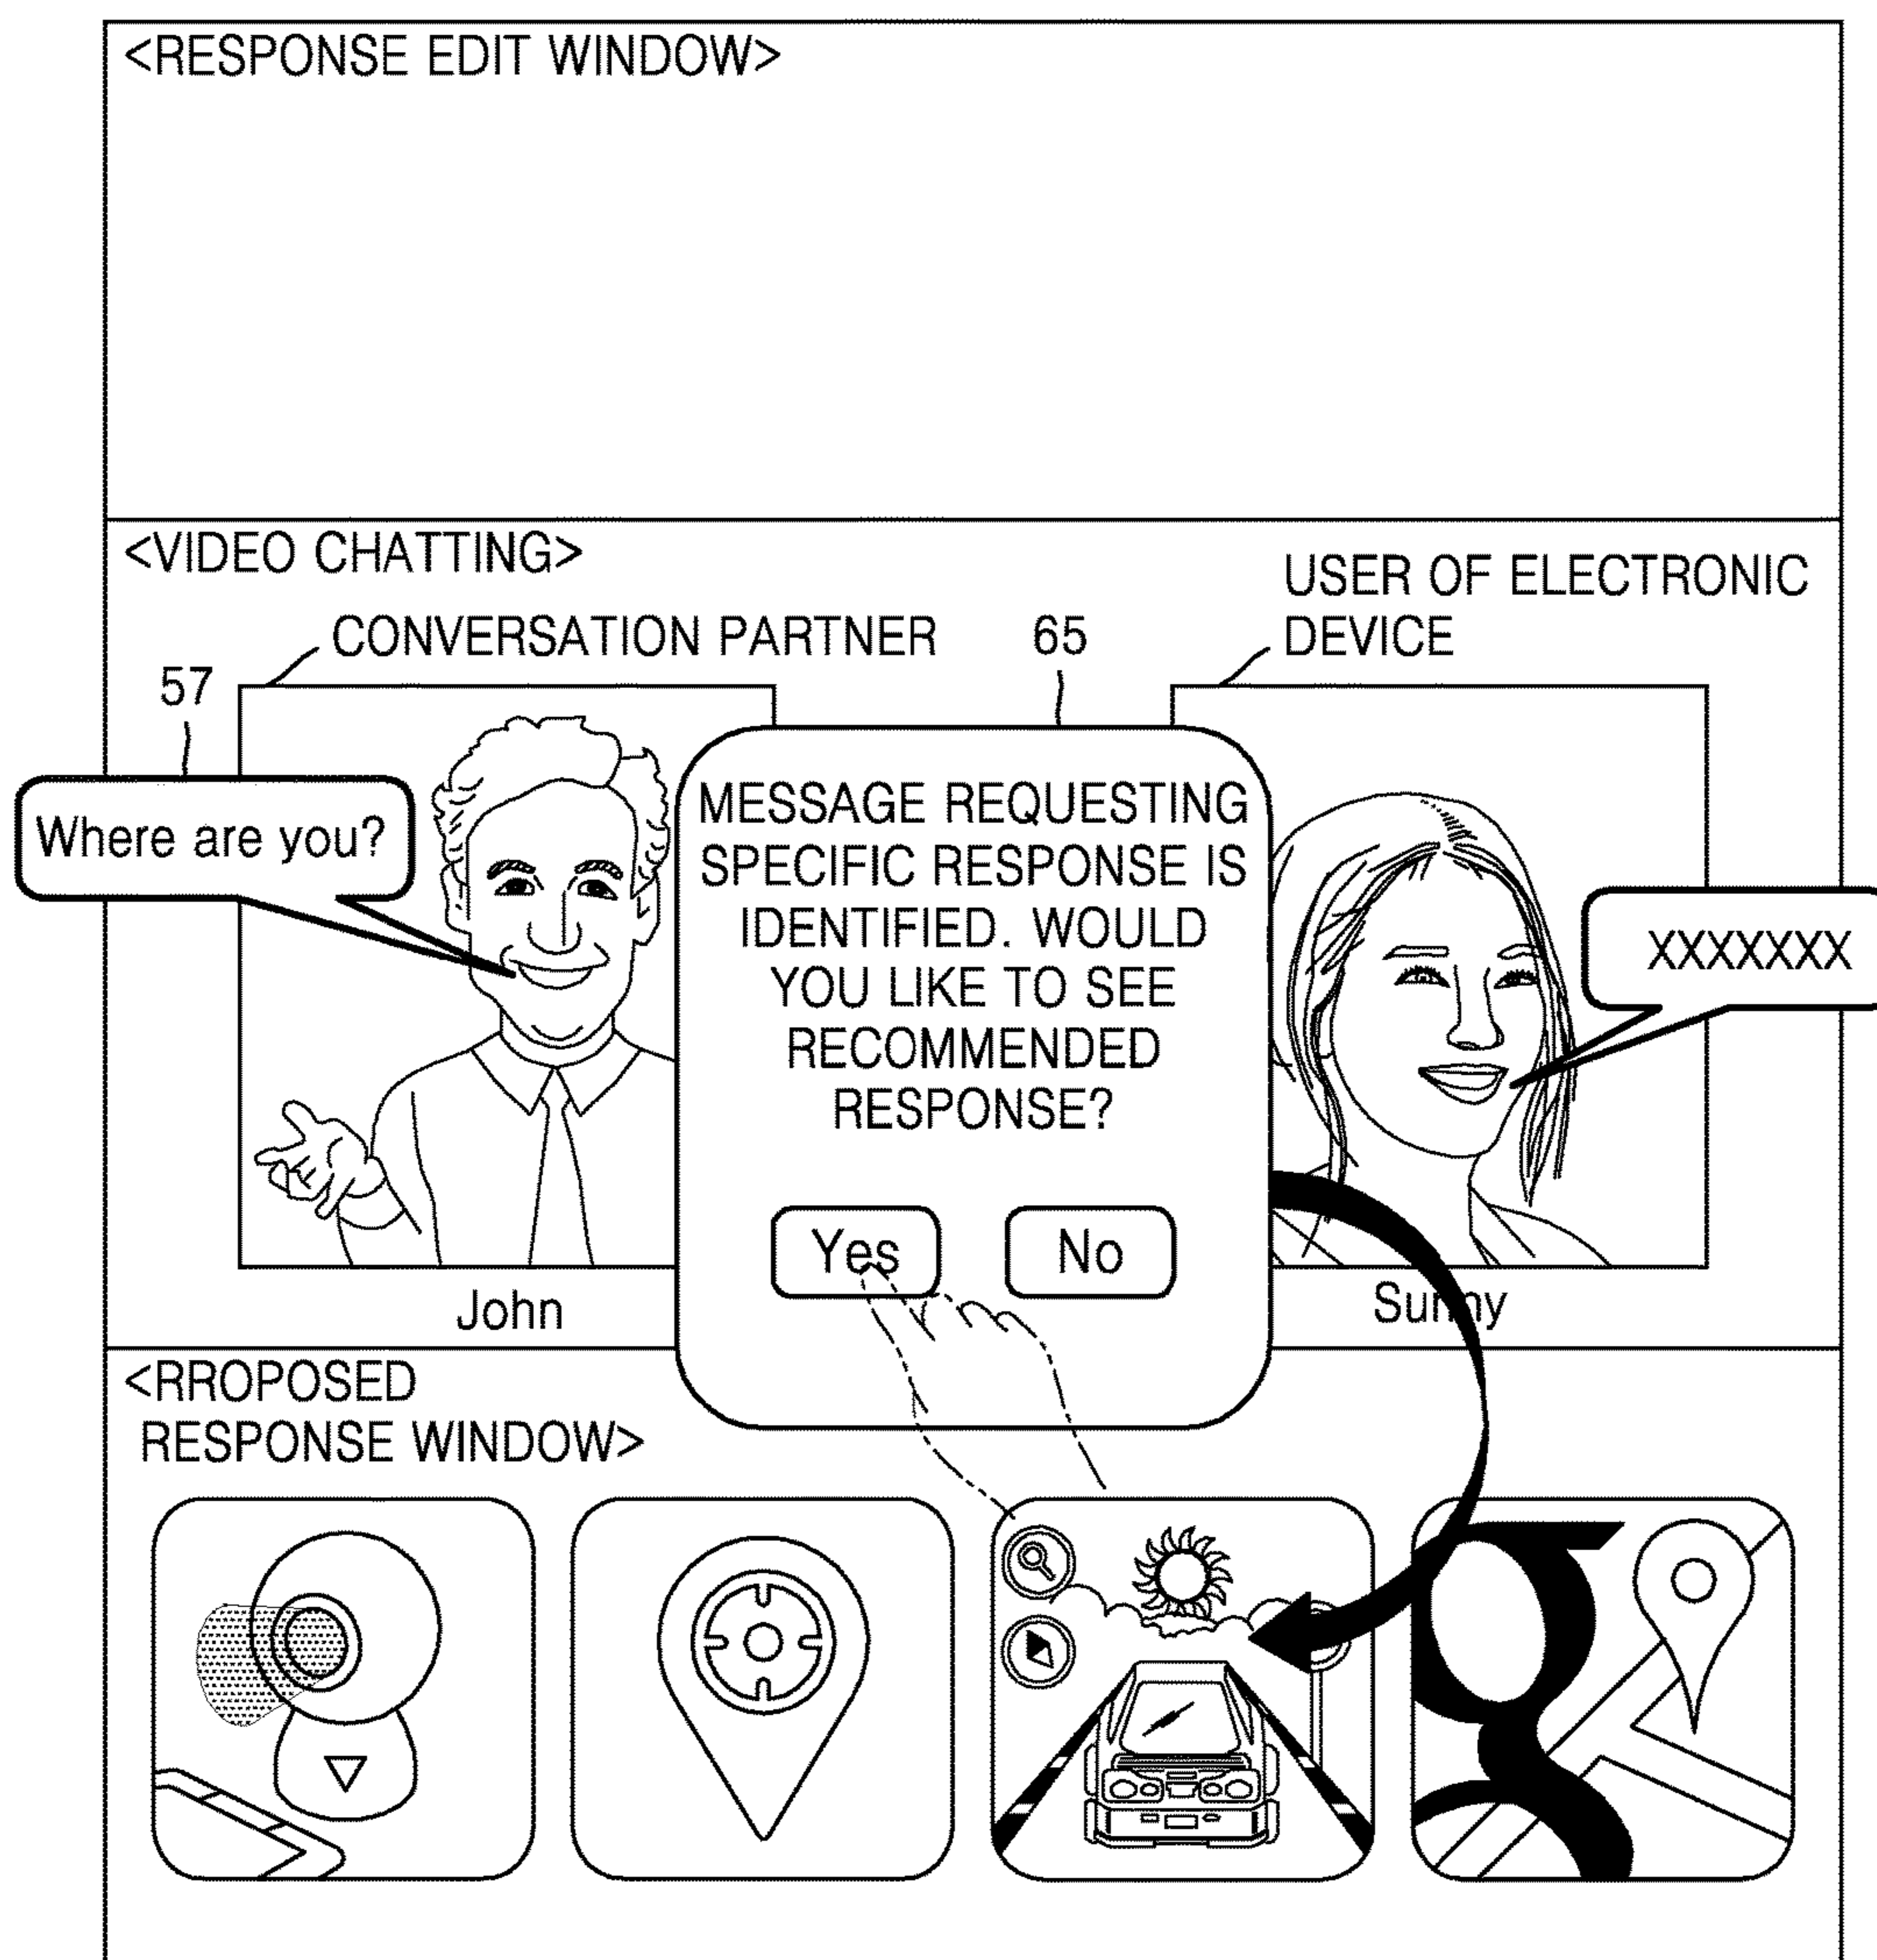 <RESPONSE EDIT WINDOW>
<VIDEO CHATTING>
USER OF ELECTRONIC
DEVICE
CONVERSATION PARTNER
65
57
Where are you?
MESSAGE REQUESTING
SPECIFIC RESPONSE IS
IDENTIFIED. WOULD
YOU LIKE TO SEE
RECOMMENDED
RESPONSE?
XXXXXXX
Yes
No
John
Sunny
<RROPOSED
RESPONSE WINDOW>
g